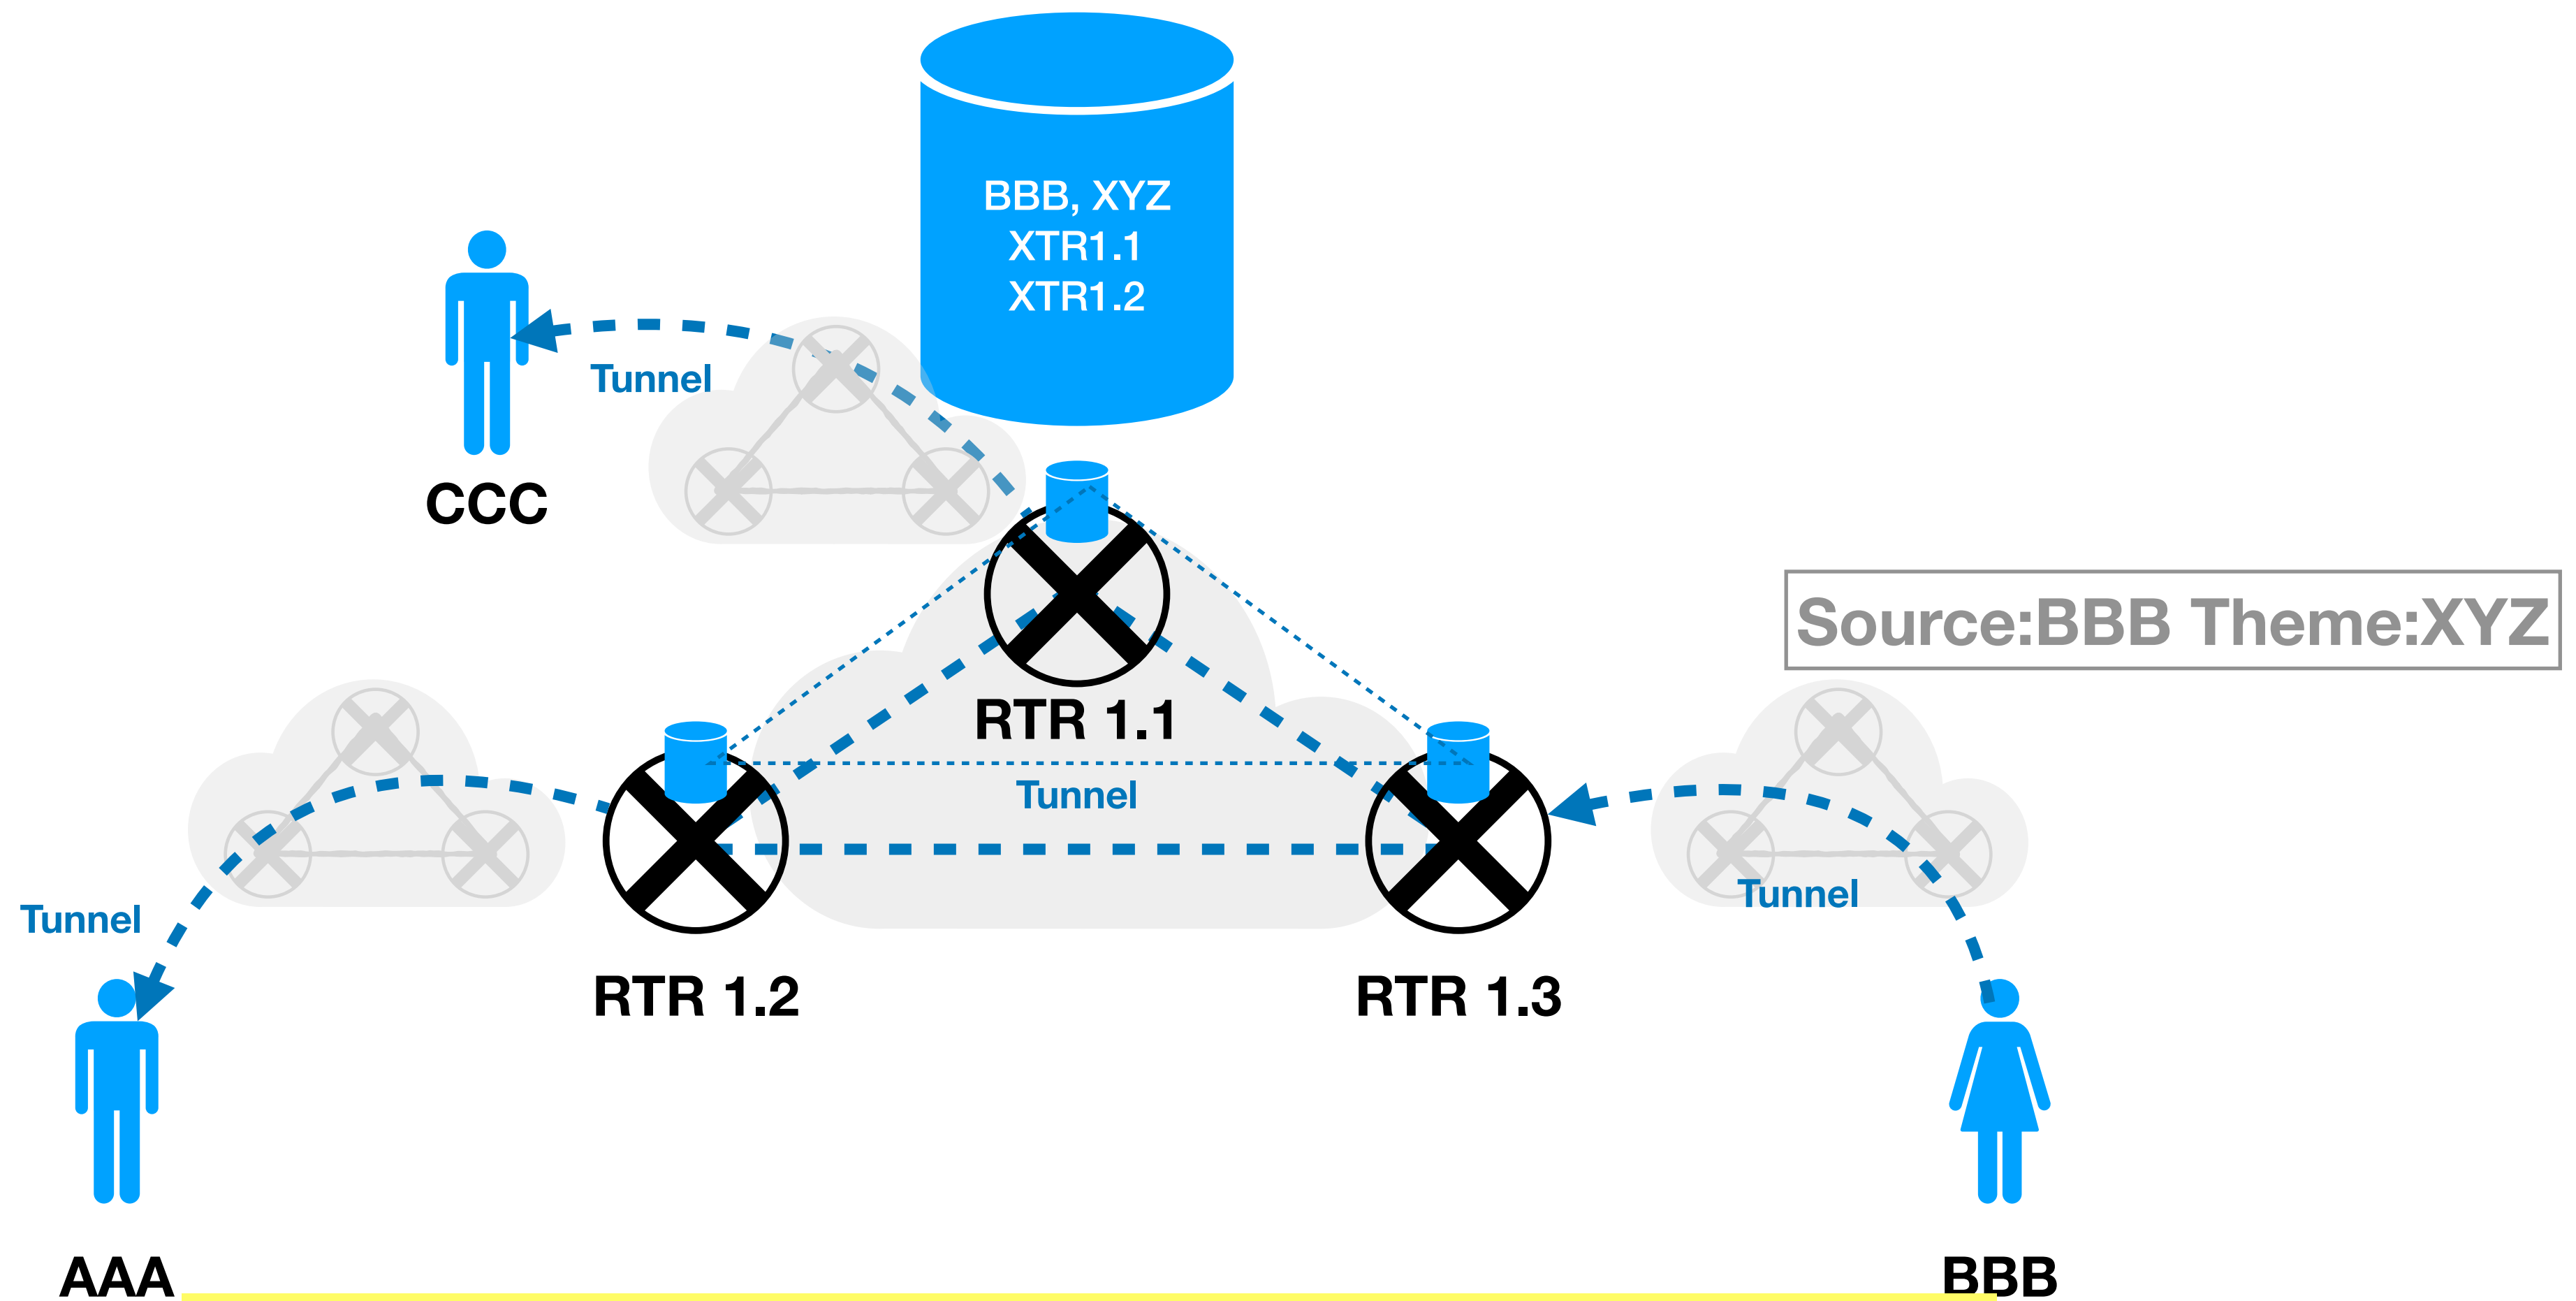 BBB, XYZ
XTR1.1
XTR1.2
Tunnel
CCC
Source:BBB Theme:XYZ
RTR 1.1
Tunnel
Tunnel
Tunnel
RTR 1.2
RTR 1.3
AAA
BBB